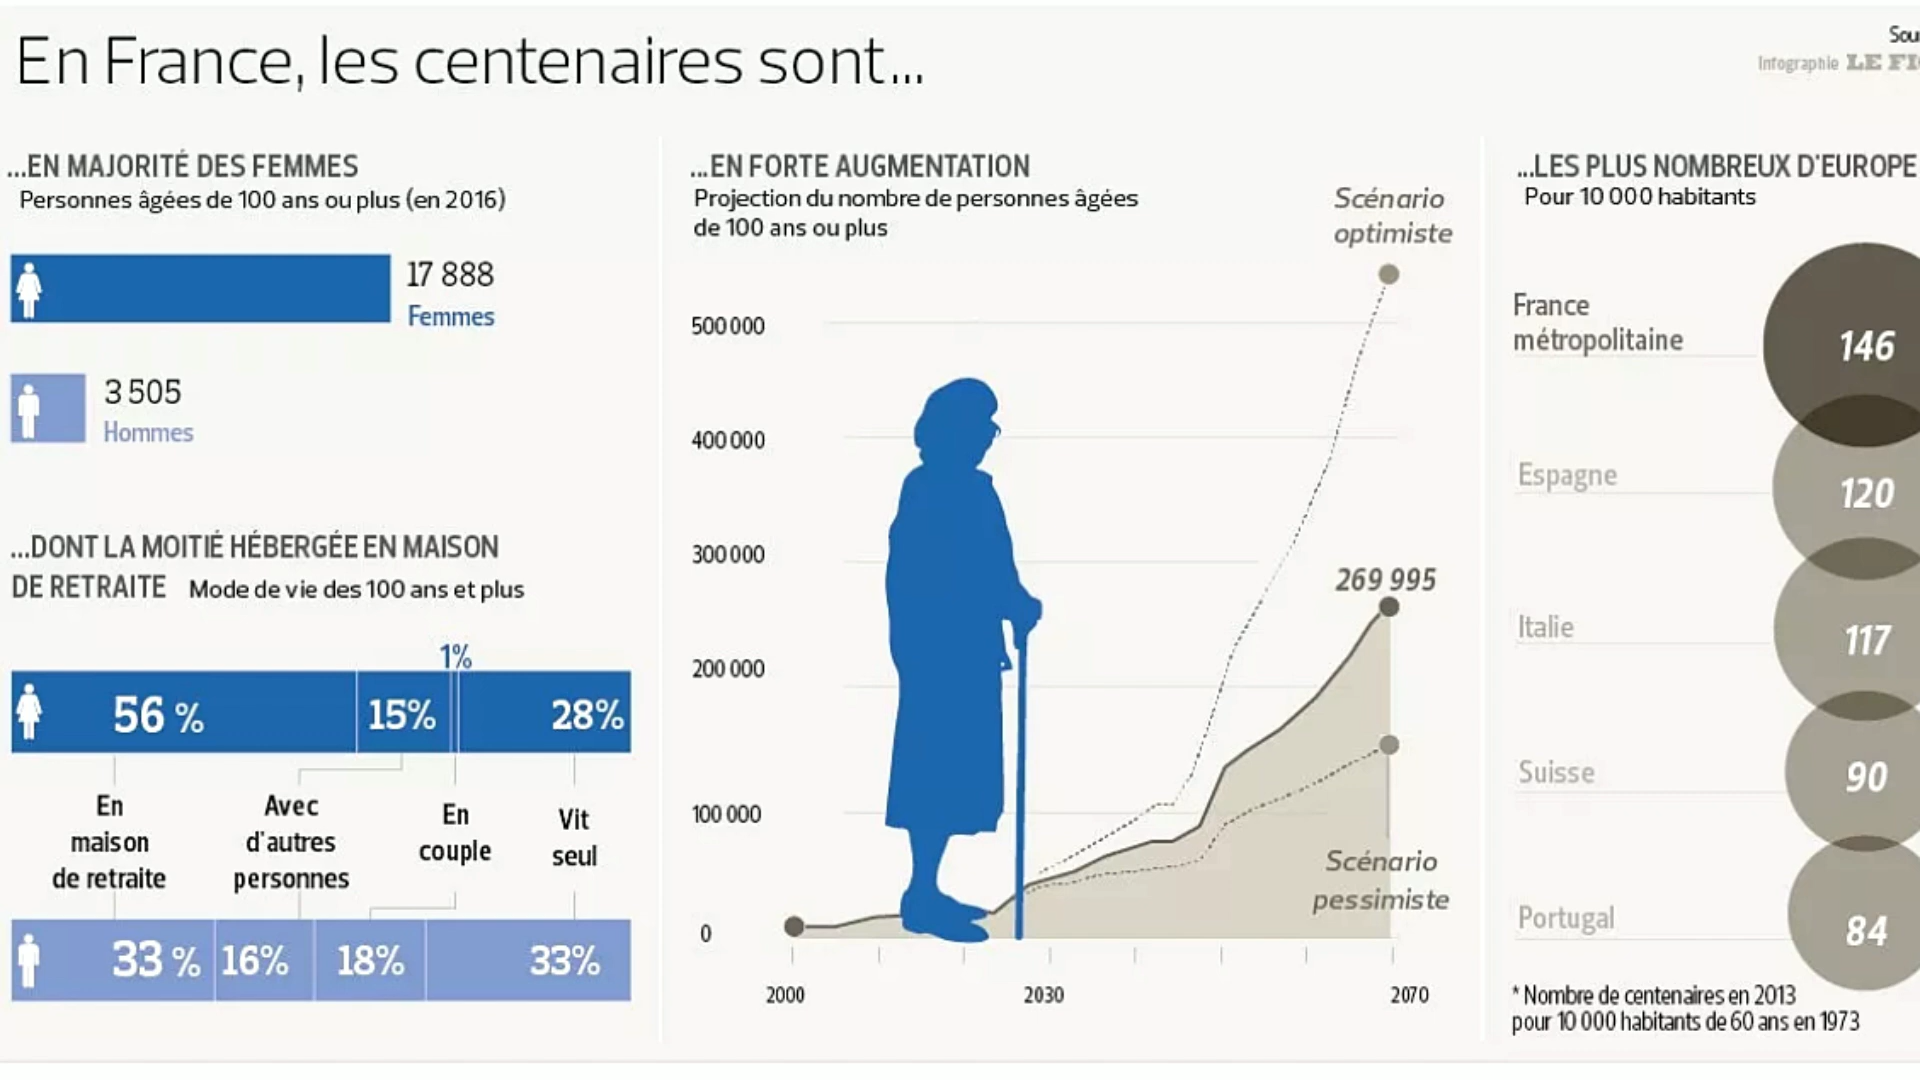 En France, les centenaires sont...
Infographie
...EN MAJORITÉ DES FEMMES
Personnes âgées de 100 ans ou plus (en 2016)
17 888
Femmes
3 505
Hommes
...DONT LA MOITIÉ HÉBERGÉE EN MAISON
DE RETRAITE Mode de vie des 100 ans et plus
1%
56 % 15% 28%
En
maison
de retraite
Avec
d'autres
personnes
En
couple
Vit
seul
33 % 16% 18% 33%
...EN FORTE AUGMENTATION
Projection du nombre de personnes âgées
de 100 ans ou plus
Scénario
optimiste
500 000
400 000
300 000
269 995
200 000
100 000
Scénario
pessimiste
0
2000 2030 2070
...LES PLUS NOMBREUX D'EUROPE
Pour 10 000 habitants
France
métropolitaine
146
Espagne
120
Italie
117
Suisse
90
Portugal
84
* Nombre de centenaires en 2013
pour 10 000 habitants de 60 ans en 1973